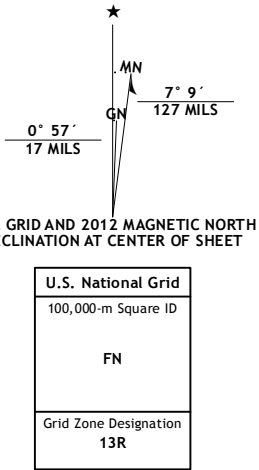 MN
GN
7° 9´
127 MILS
0° 57´
17 MILS
GRID AND 2012 MAGNETIC NORTH
CLINATION AT CENTER OF SHEET
U.S. National Grid
100,000-m Square ID
FN
Grid Zone Designation
13R